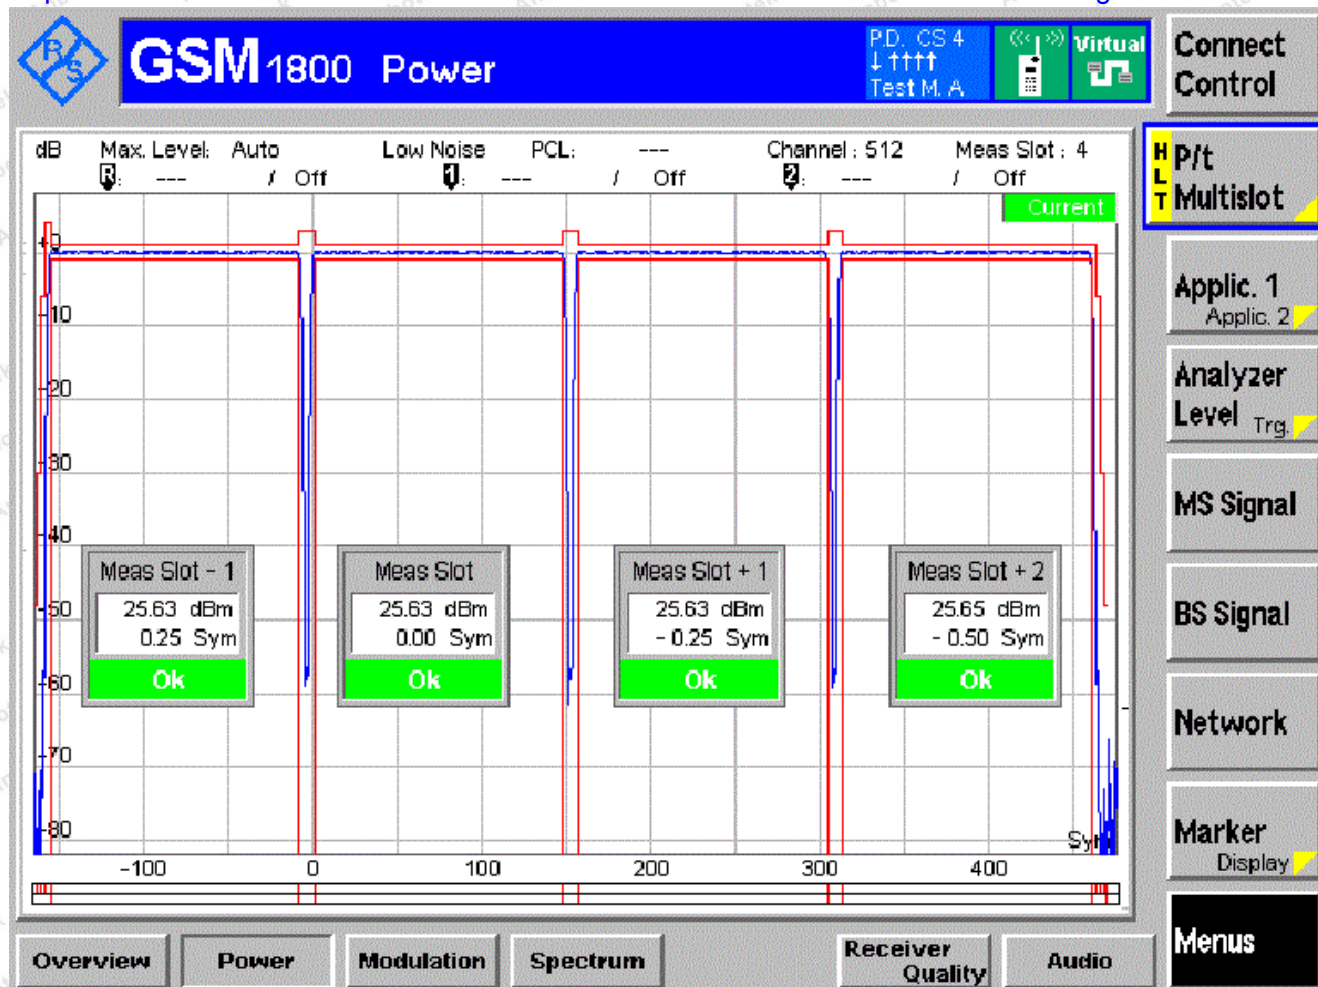 R&S
GSM 1800 Power
P.D. CS 4
↓ ↑↑↑↑
Test M. A.
Virtual
Connect Control
dB Max. Level: Auto Low Noise PCL: --- Channel : 512 Meas Slot : 4
R: --- / Off 1: --- / Off 2: --- / Off
Current
HLT
P/t Multislot
+0
-10
-20
-30
-40
-50
-60
-70
-80
Applic. 1
Applic. 2
Analyzer
Level Trg.
MS Signal
BS Signal
Network
Marker
Display
Menus
Meas Slot - 1
25.63 dBm
0.25 Sym
Ok
Meas Slot
25.63 dBm
0.00 Sym
Ok
Meas Slot + 1
25.63 dBm
- 0.25 Sym
Ok
Meas Slot + 2
25.65 dBm
- 0.50 Sym
Ok
Sym
-100 0 100 200 300 400
Overview Power Modulation Spectrum Receiver Quality Audio